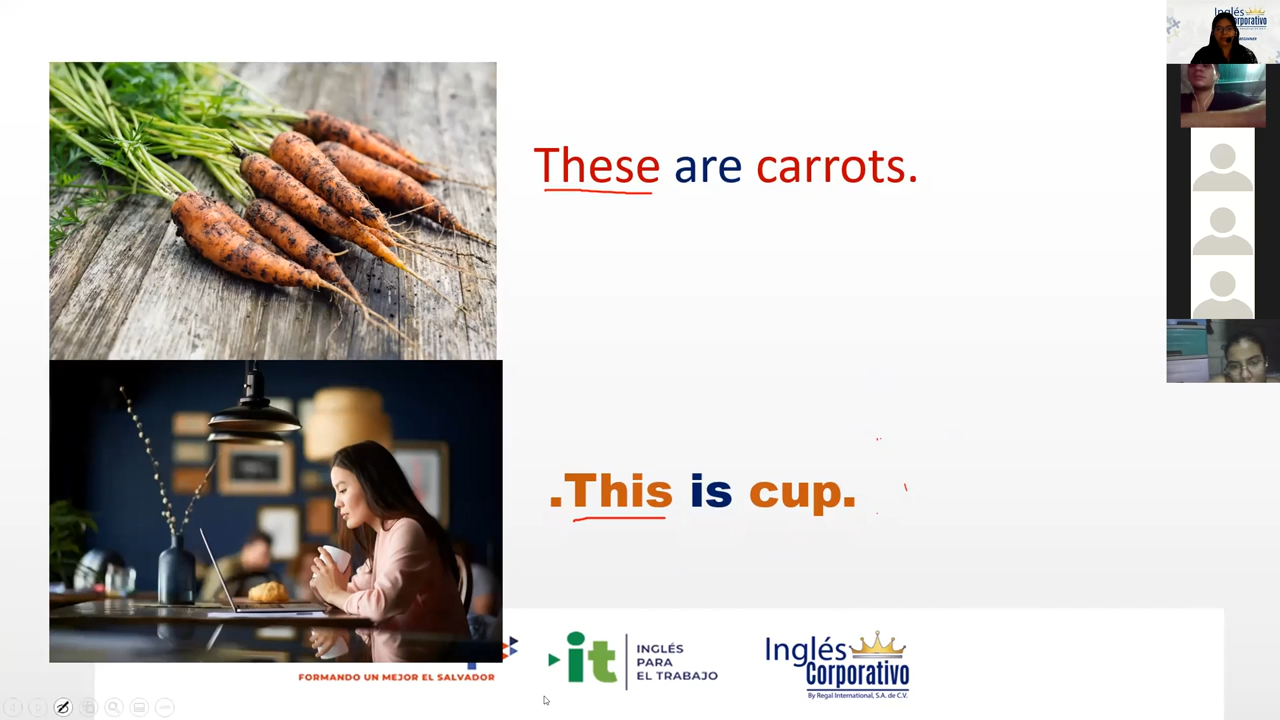 These are carrots.
.This is cup.
FORMANDO UN MEJOR EL SALVADOR
it
INGLÉS
PARA
EL TRABAJO
Inglés
Corporativo
By Regal International, S.A. de C.V.
Inglés